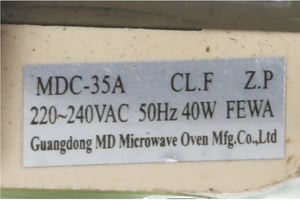 MDC-35A CL.F Z.P
220~240VAC 50Hz 40W FEWA
Guangdong MD Microwave Oven Mfg.Co.,Ltd